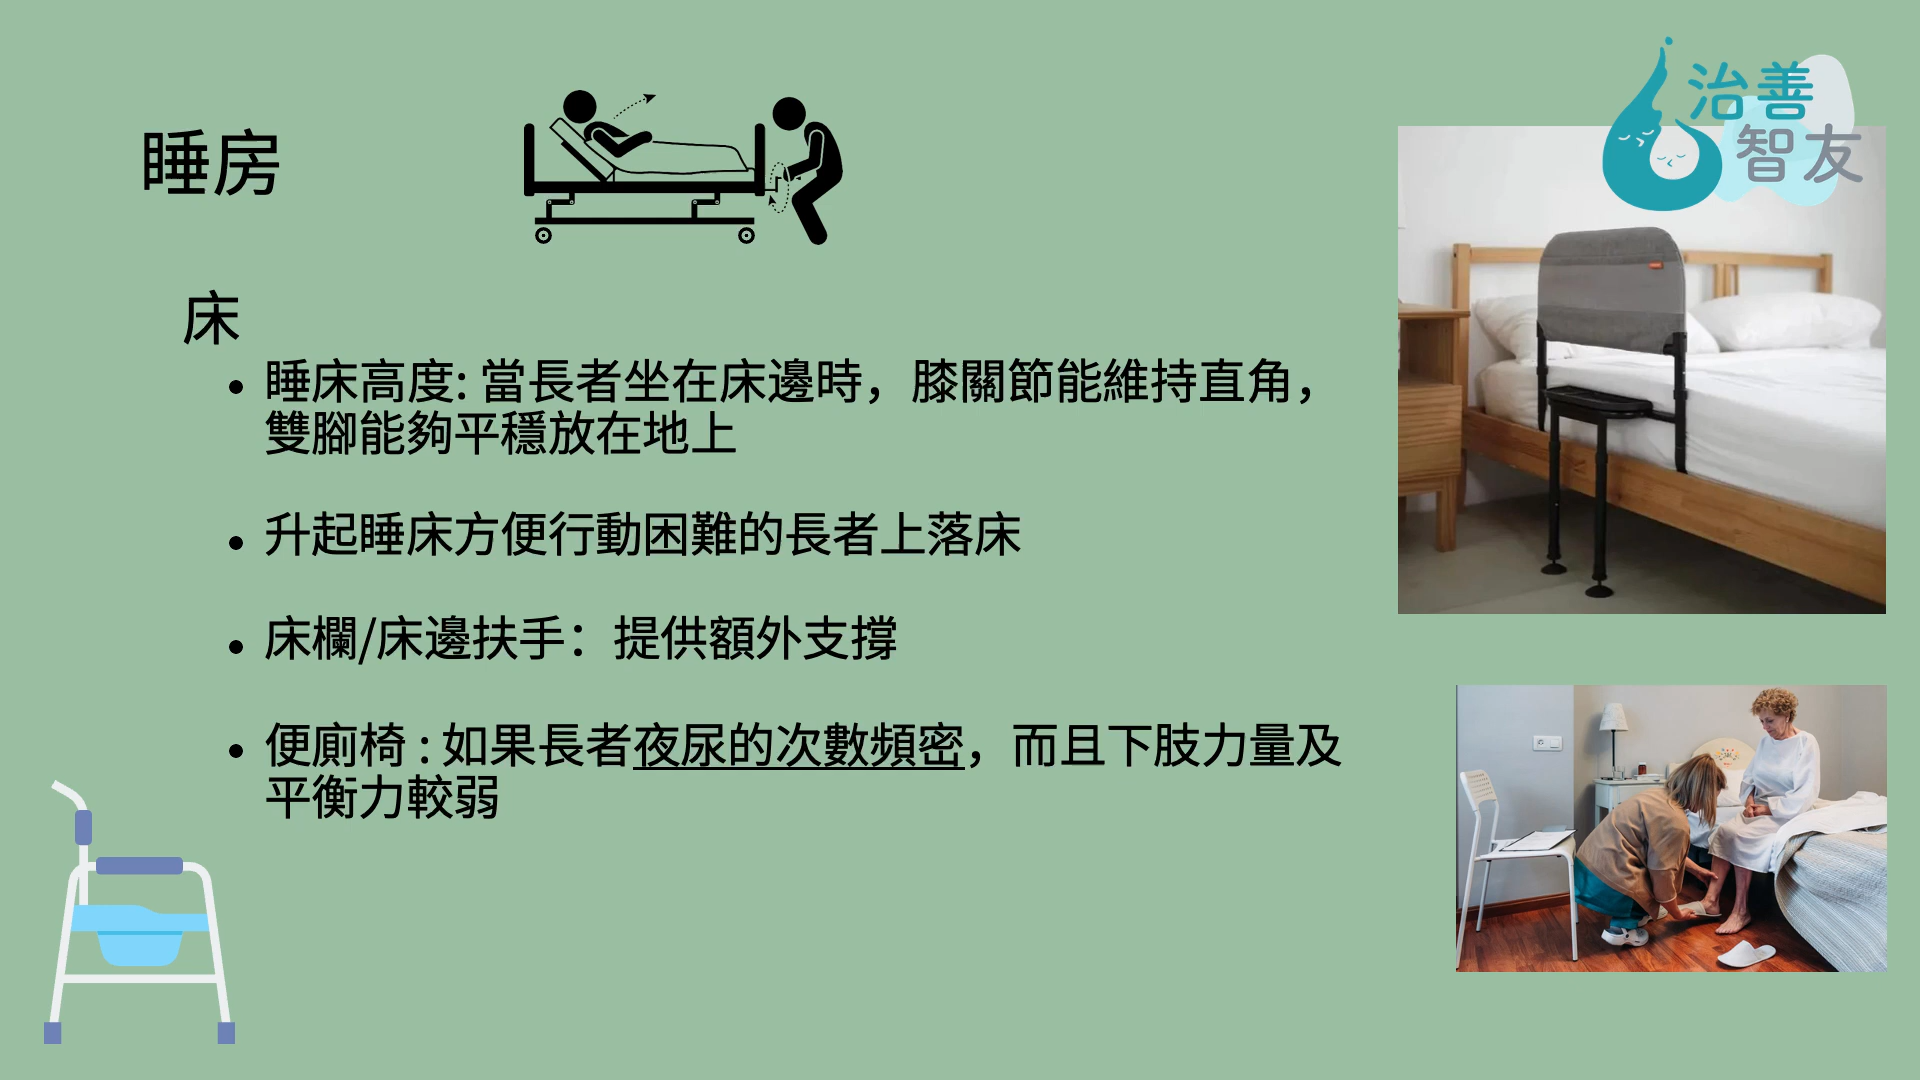 治善
智友
睡房
床
睡床高度: 當長者坐在床邊時，膝關節能維持直角，
雙腳能夠平穩放在地上
升起睡床方便行動困難的長者上落床
床欄/床邊扶手：提供額外支撐
便廁椅 : 如果長者夜尿的次數頻密，而且下肢力量及
平衡力較弱